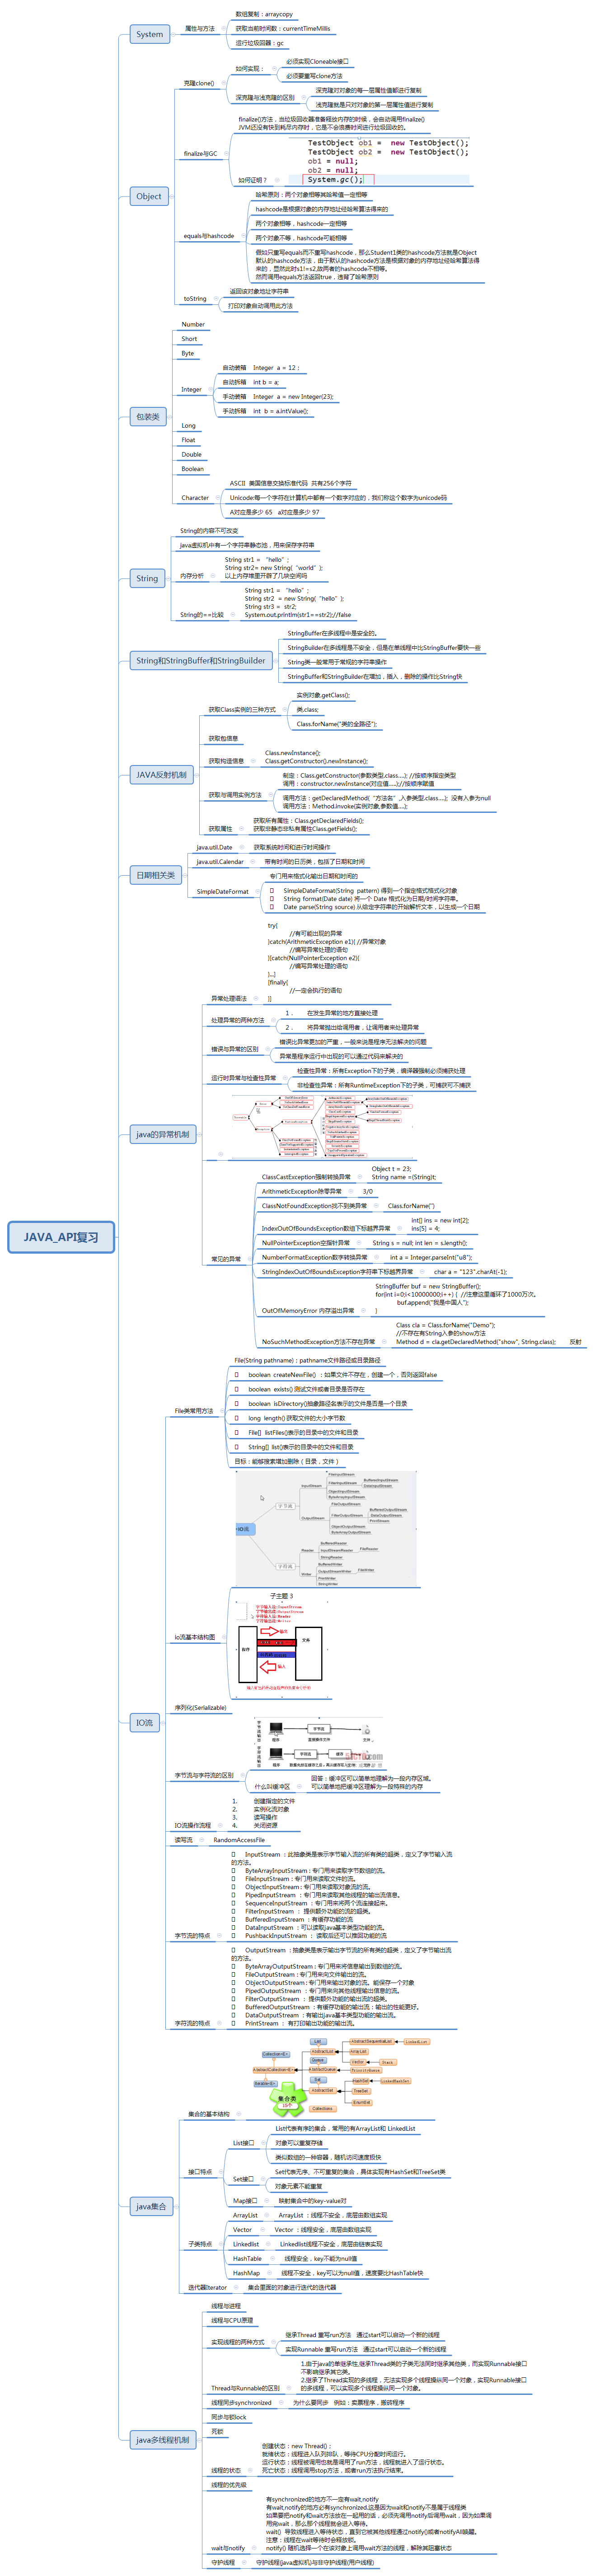 JAVA_API复习
System
属性与方法
数组复制：arraycopy
获取当前时间数：currentTimeMillis
运行垃圾回器：gc
Object
克隆clone()
如何实现：
必须实现Cloneable接口
必须要重写clone方法
深克隆与浅克隆的区别
深克隆对对象的每一层属性值都进行复制
浅克隆就是只对对象的第一层属性值进行复制
finalize与GC
finalize()方法，当垃圾回收器准备释放内存的时候，会自动调用finalize()
JVM还没有快到耗尽内存时，它是不会浪费时间进行垃圾回收的。
如何证明？
TestObject ob1 = new TestObject();
TestObject ob2 = new TestObject();
ob1 = null;
ob2 = null;
System.gc();
equals与hashcode
哈希原则：两个对象相等其哈希值一定相等
hashcode是根据对象的内存地址经哈希算法得来的
两个对象相等，hashcode一定相等
两个对象不等，hashcode可能相等
假如只重写equals而不重写hashcode，那么Student1类的hashcode方法就是Object
默认的hashcode方法，由于默认的hashcode方法是根据对象的内存地址经哈希算法得
来的，显然此时s1!=s2,故两者的hashcode不相等。
然而调用equals方法返回true，违背了哈希原则
toString
返回该对象地址字符串
打印对象自动调用此方法
包装类
Number
Short
Byte
Integer
自动装箱 Integer a = 12；
自动拆箱 int b = a;
手动装箱 Integer a = new Integer(23);
手动拆箱 int b = a.intValue();
Long
Float
Double
Boolean
Character
ASCII 美国信息交换标准代码 共有256个字符
Unicode:每一个字符在计算机中都有一个数字对应的，我们称这个数字为unicode码
A对应是多少 65 a对应是多少 97
String
String的内容不可改变
java虚拟机中有一个字符串静态池，用来保存字符串
内存分析
String str1 = “hello”；
String str2= new String(“world”);
以上内存堆里开辟了几块空间吗
String的==比较
String str1 = “hello”；
String str2 = new String(“hello”);
String str3 = str2;
System.out.println(str1==str2);//false
String和StringBuffer和StringBuilder
StringBuffer在多线程中是安全的。
StringBuilder在多线程是不安全，但是在单线程中比StringBuffer要快一些
String类一般常用于常规的字符串操作
StringBuffer和StringBuilder在增加，插入，删除的操作比String快
JAVA反射机制
获取Class实例的三种方式
实例对象.getClass();
类.class;
Class.forName("类的全路径");
获取包信息
获取构造信息
Class.newInstance();
Class.getConstructor().newInstance();
获取与调用实例方法
制定：Class.getConstructor(参数类型.class....); //按顺序指定类型
调用：constructor.newInstance(对应值.....);//按顺序赋值
调用方法：getDeclaredMethod(“方法名”,入参类型.class....); 没有入参为null
调用方法：Method.invoke(实例对象,参数值....);
获取属性
获取所有属性：Class.getDeclaredFields();
获取非静态非私有属性Class.getFields();
日期相关类
java.util.Date
获取系统时间和进行时间操作
java.util.Calendar
带有时间的日历类，包括了日期和时间
SimpleDateFormat
专门用来格式化输出日期和时间的
SimpleDateFormat(String pattern) 得到一个指定格式格式化对象
String format(Date date) 将一个 Date 格式化为日期/时间字符串。
Date parse(String source) 从给定字符串的开始解析文本，以生成一个日期
java的异常机制
异常处理语法
try{
//有可能出现的异常
}catch(ArithmeticException e1){ //异常对象
//编写异常处理的语句
}[catch(NullPointerException e2){
//编写异常处理的语句
}...]
[finally{
//一定会执行的语句
}]
处理异常的两种方法
1． 在发生异常的地方直接处理
2． 将异常抛出给调用者，让调用者来处理异常
错误与异常的区别
错误比异常更加的严重，一般来说是程序无法解决的问题
异常是程序运行中出现的可以通过代码来解决的
运行时异常与检查性异常
检查性异常：所有Exception下的子类，编译器强制必须捕获处理
非检查性异常：所有RuntimeException下的子类，可捕获可不捕获
常见的异常
ClassCastException强制转换异常
Object t = 23;
String name =(String)t;
ArithmeticException除零异常
3/0
ClassNotFoundException找不到类异常
Class.forName('')
IndexOutOfBoundsException数组下标越界异常
int[] ins = new int[2];
ins[5] = 4;
NullPointerException空指针异常
String s = null; int len = s.length();
NumberFormatException数字转换异常
int a = Integer.parseInt("u8");
StringIndexOutOfBoundsException字符串下标越界异常
char a = "123".charAt(-1);
OutOfMemoryError 内存溢出异常
StringBuffer buf = new StringBuffer();
for(int i=0;i<10000000;i++) { //注意这里循环了1000万次。
buf.append("我是中国人");
}
NoSuchMethodException方法不存在异常
Class cla = Class.forName("Demo");
//不存在有String入参的show方法
Method d = cla.getDeclaredMethod("show", String.class); 反射
IO流
File类常用方法
File(String pathname)：pathname文件路径或目录路径
boolean createNewFile() ：如果文件不存在，创建一个，否则返回false
boolean exists() 测试文件或者目录是否存在
boolean isDirectory()抽象路径名表示的文件是否是一个目录
long length() 获取文件的大小字节数
File[] listFiles()表示的目录中的文件和目录
String[] list()表示的目录中的文件和目录
目标：能够搜索增加删除（目录，文件）
io流基本结构图
子主题 3
序列化(Serializable)
字节流与字符流的区别
什么叫缓冲区
回答：缓冲区可以简单地理解为一段内存区域。
可以简单地把缓冲区理解为一段特殊的内存
IO流操作流程
1. 创建指定的文件
2. 实例化流对象
3. 读写操作
4. 关闭资源
读写流
RandomAccessFile
字节流的特点
InputStream ：此抽象类是表示字节输入流的所有类的超类，定义了字节输入流
的方法。
ByteArrayInputStream : 专门用来读取字节数组的流。
FileInputStream : 专门用来读取文件的流。
ObjectInputStream : 专门用来读取对象流的流。
PipedInputStream ：专门用来读取其他线程的输出流信息。
SequenceInputStream ：专门用来将两个流连接起来。
FilterInputStream ： 提供额外功能的流的超类。
BufferedInputStream ：有缓存功能的流
DataInputStream ：可以读取java基本类型功能的流。
PushbackInputStream ： 读取后还可以推回功能的流
字符流的特点
OutputStream ：抽象类是表示输出字节流的所有类的超类，定义了字节输出流
的方法。
ByteArrayOutputStream : 专门用来将信息输出到数组的流。
FileOutputStream : 专门用来向文件输出的流。
ObjectOutputStream : 专门用来输出对象的流。能保存一个对象
PipedOutputStream ：专门用来向其他线程输出信息的流。
FilterOutputStream ： 提供额外功能的输出流的超类。
BufferedOutputStream ：有缓存功能的输出流：输出的性能更好。
DataOutputStream ：有输出java基本类型功能的输出流。
PrintStream ： 有打印输出功能的输出流。
java集合
集合的基本结构
集合类
接口特点
List接口
List代表有序的集合，常用的有ArrayList和 LinkedList
对象可以重复存储
类似数组的一种容器，随机访问速度极快
Set接口
Set代表无序、不可重复的集合，具体实现有HashSet和TreeSet类
对象元素不能重复
Map接口
映射集合中的key-value对
子类特点
ArrayList
ArrayList ：线程不安全，底层由数组实现
Vector
Vector ：线程安全，底层由数组实现
Linkedlist
Linkedlist线程不安全，底层由链表实现
HashTable
线程安全，key不能为null值
HashMap
线程不安全，key可以为null值，速度要比HashTable快
迭代器Iterator
集合里面的对象进行迭代的迭代器
java多线程机制
线程与进程
线程与CPU原理
实现线程的两种方式
继承Thread 重写run方法 通过start可以启动一个新的线程
实现Runnable 重写run方法 通过start可以启动一个新的线程
Thread与Runnable的区别
1.由于java的单继承性,继承Thread类的子类无法同时继承其他类，而实现Runnable接口
不影响继承其它类。
2.继承了Thread实现的多线程，无法实现多个线程操纵同一个对象，实现Runnable接口
的多线程，可以实现多个线程操纵同一个对象。
线程同步synchronized
为什么要同步 例如：卖票程序，搬砖程序
同步与锁lock
死锁
线程的状态
创建状态：new Thread()；
就绪状态：线程进入队列排队，等待CPU分配时间运行。
运行状态：线程被调用也就是调用了run方法，线程就进入了运行状态。
死亡状态：线程调用stop方法，或者run方法执行结束。
线程的优先级
wait与notify
有synchronized的地方不一定有wait,notify
有wait,notify的地方必有synchronized.这是因为wait和notify不是属于线程类
如果要把notify和wait方法放在一起用的话，必须先调用notify后调用wait，因为如果调
用完wait，那么那个线程就会进入等待。
wait() 导致线程进入等待状态，直到它被其他线程通过notify()或者notifyAll唤醒。
注意：线程在wait等待时会释放锁。
notify() 随机选择一个在该对象上调用wait方法的线程，解除其阻塞状态
守护线程
守护线程(java虚拟机)与非守护线程(用户线程)